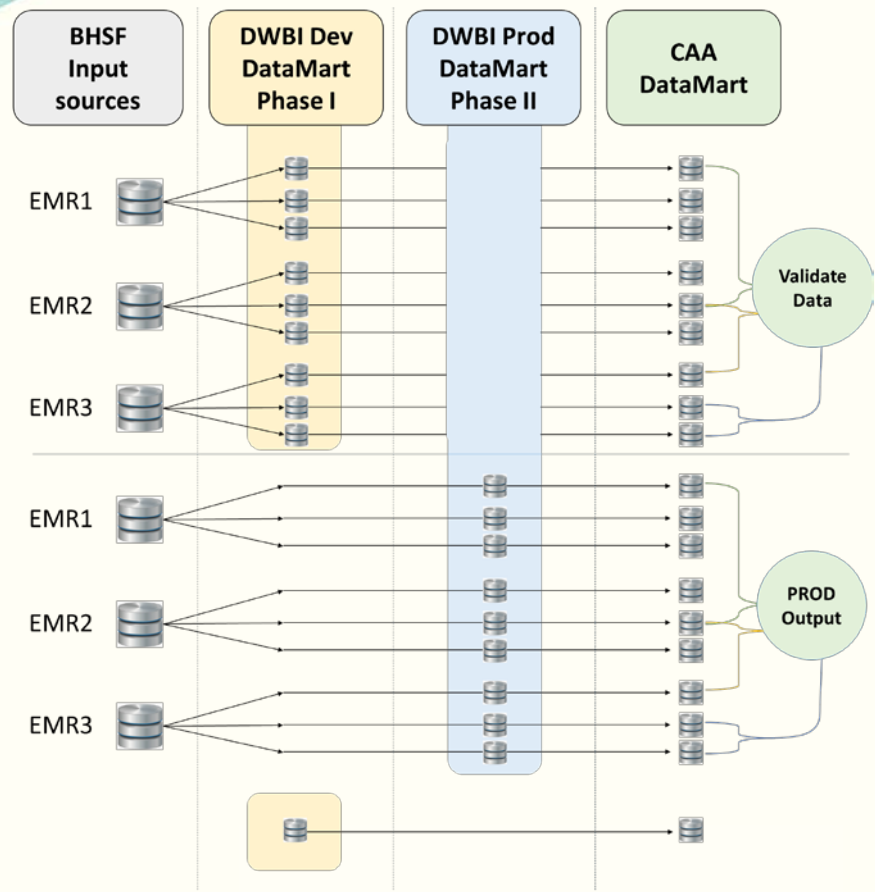 BHSF
Input
sources
DWBI Dev
DataMart
Phase I
DWBI Prod
DataMart
Phase II
CAA
DataMart
EMR1
EMR2
EMR3
Validate
Data
EMR1
EMR2
EMR3
PROD
Output